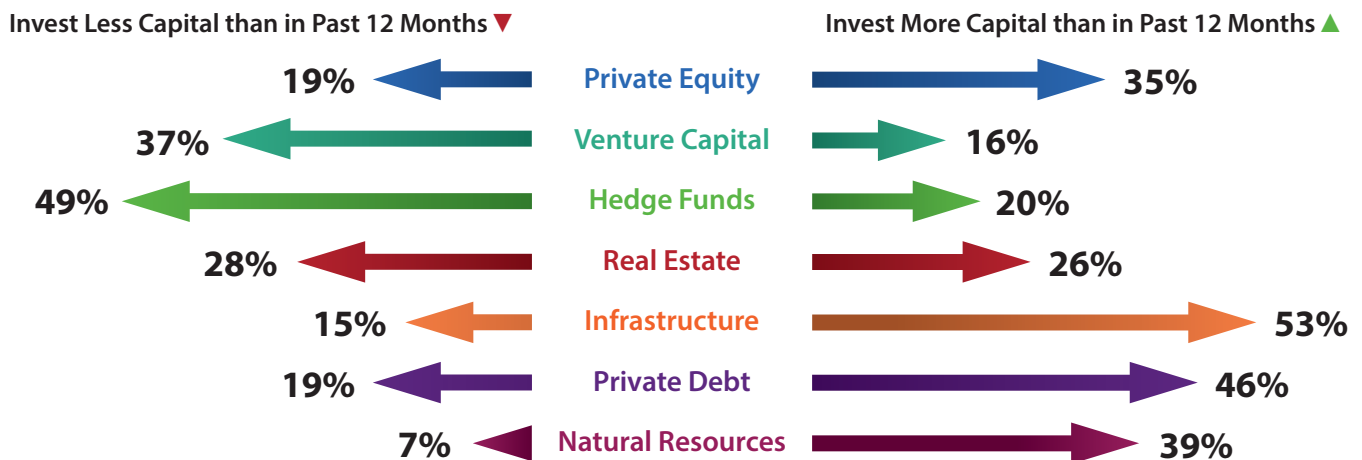 Invest Less Capital than in Past 12 Months ▼ Invest More Capital than in Past 12 Months ▲
19% Private Equity 35%
37% Venture Capital 16%
49% Hedge Funds 20%
28% Real Estate 26%
15% Infrastructure 53%
19% Private Debt 46%
7% Natural Resources 39%